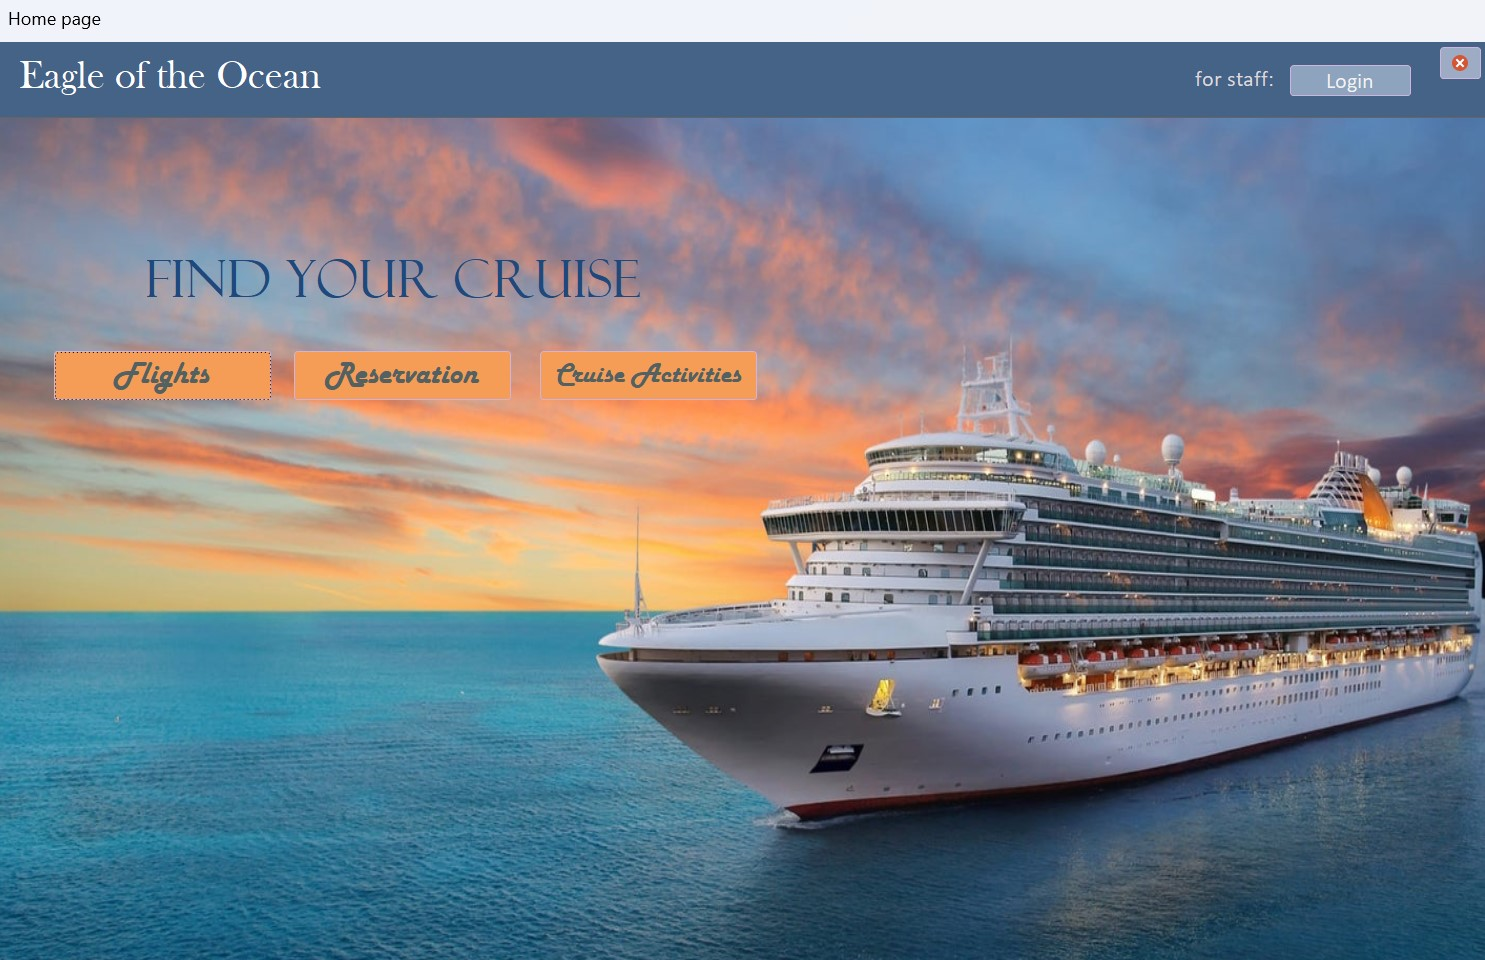 Home page
Eagle of the Ocean
for staff:
Login
FIND YOUR CRUISE
Flights
Reservation
Cruise Activities